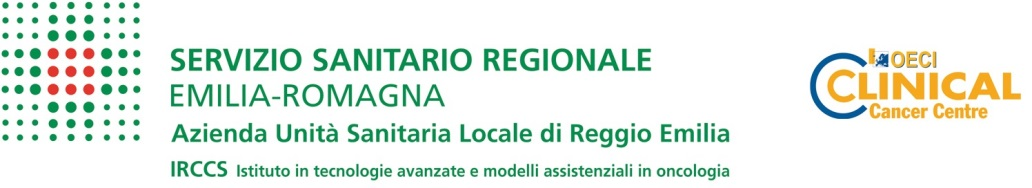 SERVIZIO SANITARIO REGIONALE
EMILIA-ROMAGNA
Azienda Unità Sanitaria Locale di Reggio Emilia
IRCCS Istituto in tecnologie avanzate e modelli assistenziali in oncologia
OECI
CLINICAL
Cancer Centre